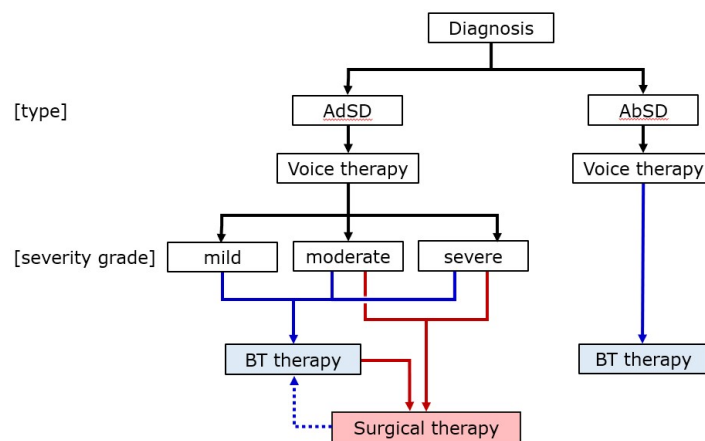 Diagnosis
[type]
AdSD
AbSD
Voice therapy
Voice therapy
[severity grade]
mild
moderate
severe
BT therapy
BT therapy
Surgical therapy